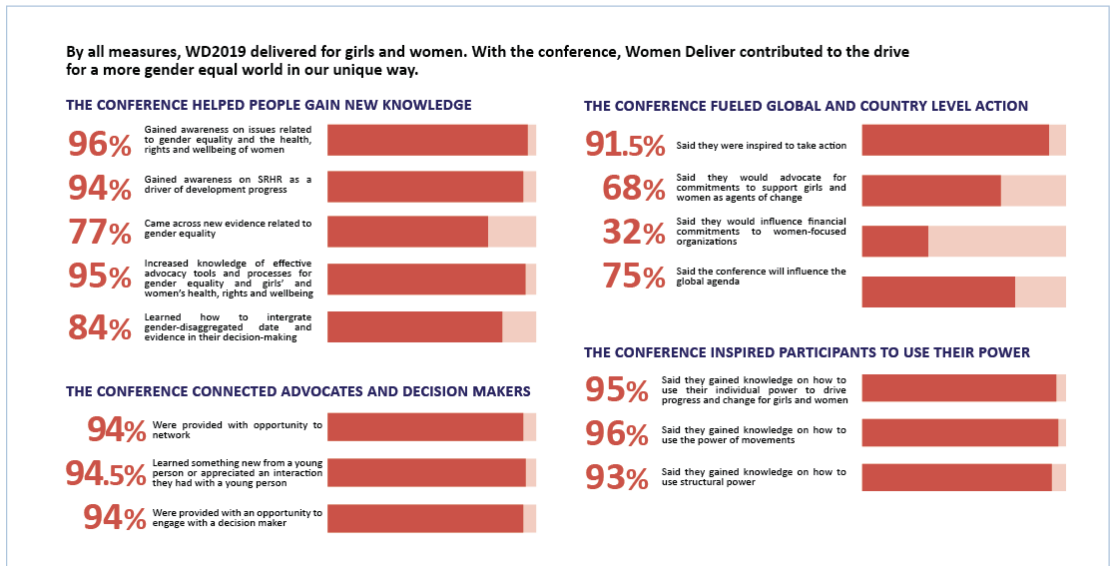 By all measures, WD2019 delivered for girls and women. With the conference, Women Deliver contributed to the drive
for a more gender equal world in our unique way.
THE CONFERENCE HELPED PEOPLE GAIN NEW KNOWLEDGE
96%
Gained awareness on issues related
to gender equality and the health,
rights and wellbeing of women
94%
Gained awareness on SRHR as a
driver of development progress
77%
Came across new evidence related to
gender equality
95%
Increased knowledge of effective
advocacy tools and processes for
gender equality and girls' and
women's health, rights and wellbeing
84%
Learned how to intergrate
gender-disaggregated date and
evidence in their decision-making
THE CONFERENCE CONNECTED ADVOCATES AND DECISION MAKERS
94%
Were provided with opportunity to
network
94.5%
Learned something new from a young
person or appreciated an interaction
they had with a young person
94%
Were provided with an opportunity to
engage with a decision maker
THE CONFERENCE FUELED GLOBAL AND COUNTRY LEVEL ACTION
91.5%
Said they were inspired to take action
68%
Said they would advocate for
commitments to support girls and
women as agents of change
32%
Said they would influence financial
commitments to women-focused
organizations
75%
Said the conference will influence the
global agenda
THE CONFERENCE INSPIRED PARTICIPANTS TO USE THEIR POWER
95%
Said they gained knowledge on how to
use their individual power to drive
progress and change for girls and women
96%
Said they gained knowledge on how to
use the power of movements
93%
Said they gained knowledge on how to
use structural power